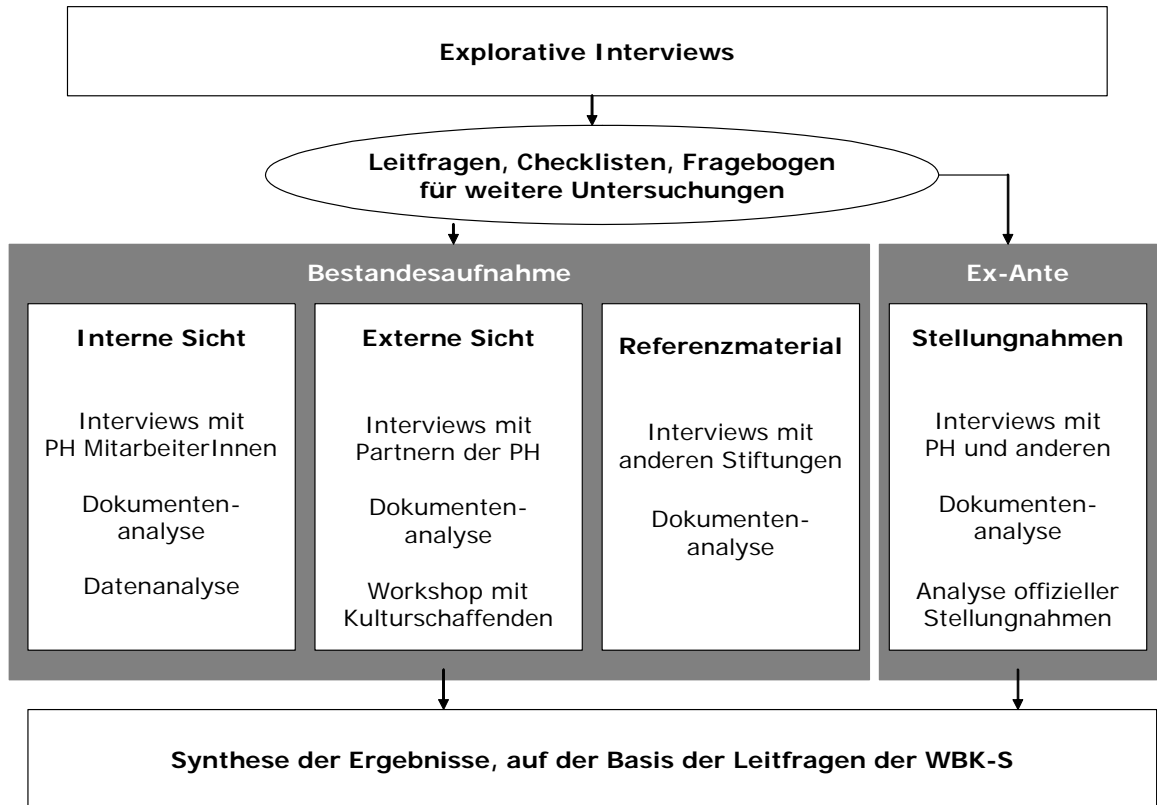 Explorative Interviews
Leitfragen, Checklisten, Fragebogen
für weitere Untersuchungen
Bestandesaufnahme
Interne Sicht
Interviews mit
PH MitarbeiterInnen
Dokumenten-
analyse
Datenanalyse
Externe Sicht
Interviews mit
Partnern der PH
Dokumenten-
analyse
Workshop mit
Kulturschaffenden
Referenzmaterial
Interviews mit
anderen Stiftungen
Dokumenten-
analyse
Ex-Ante
Stellungnahmen
Interviews mit
PH und anderen
Dokumenten-
analyse
Analyse offizieller
Stellungnahmen
Synthese der Ergebnisse, auf der Basis der Leitfragen der WBK-S